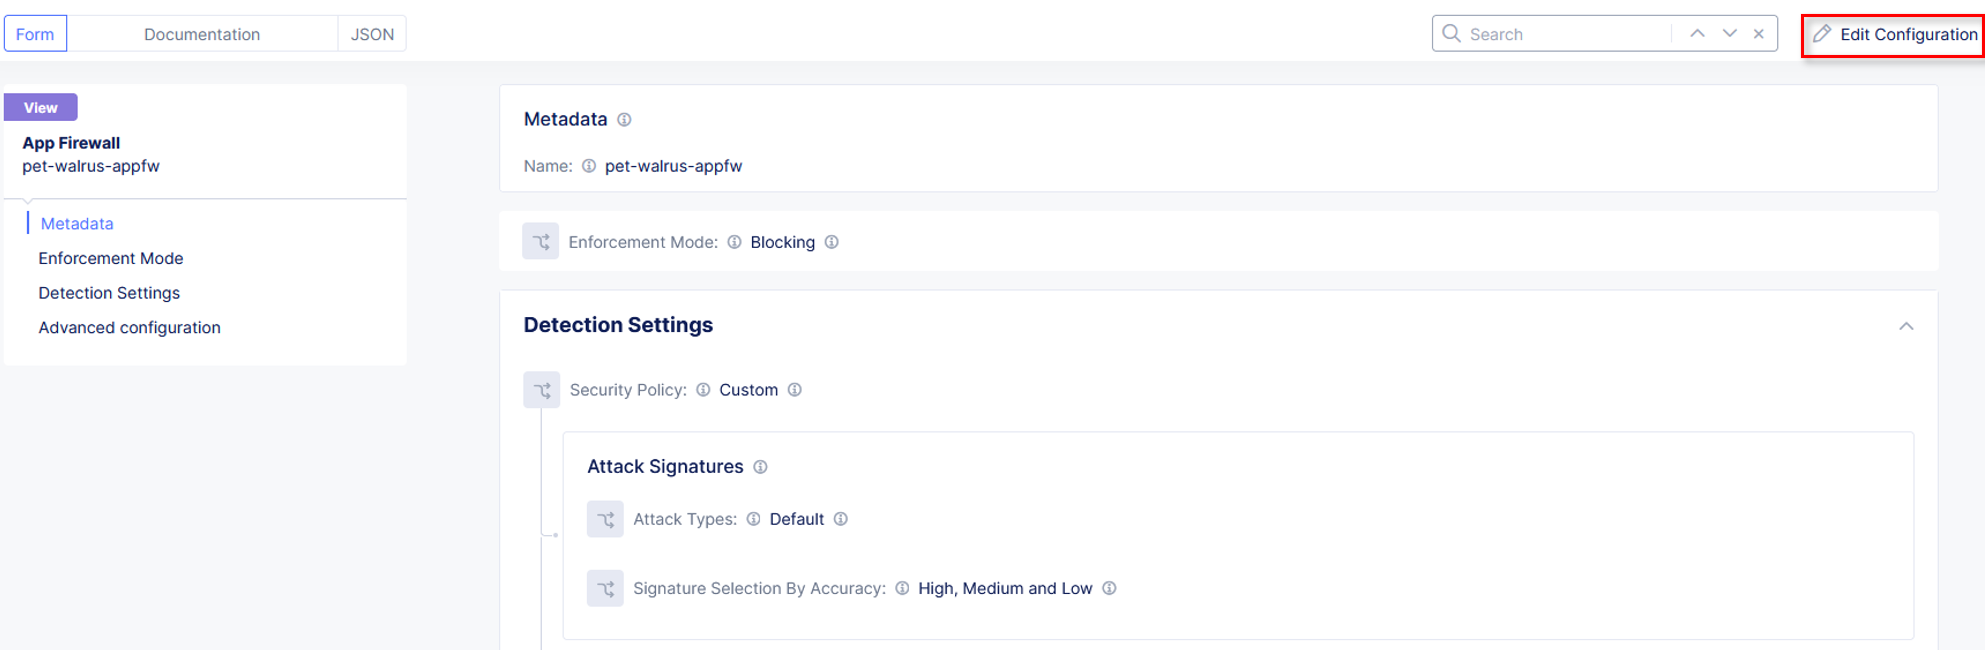 Form Documentation JSON Search Edit Configuration
View
App Firewall
pet-walrus-appfw
Metadata
Enforcement Mode
Detection Settings
Advanced configuration
Metadata
Name: pet-walrus-appfw
Enforcement Mode: Blocking
Detection Settings
Security Policy: Custom
Attack Signatures
Attack Types: Default
Signature Selection By Accuracy: High, Medium and Low